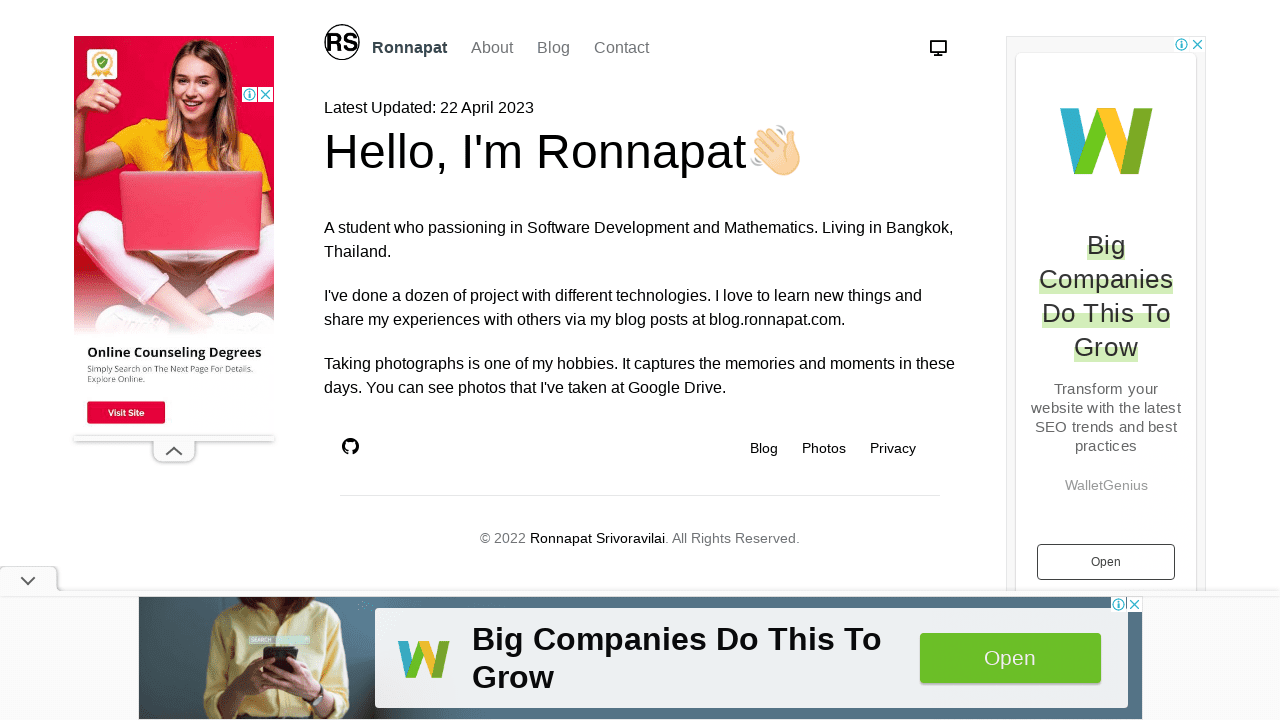 RS Ronnapat About Blog Contact
Latest Updated: 22 April 2023
Hello, I'm Ronnapat
A student who passioning in Software Development and Mathematics. Living in Bangkok,
Thailand.
I've done a dozen of project with different technologies. I love to learn new things and
share my experiences with others via my blog posts at blog.ronnapat.com.
Taking photographs is one of my hobbies. It captures the memories and moments in these
days. You can see photos that I've taken at Google Drive.
Blog Photos Privacy
© 2022 Ronnapat Srivoravilai. All Rights Reserved.
Online Counseling Degrees
Simply Search on The Next Page For Details.
Explore Online.
Visit Site
Big
Companies
Do This To
Grow
Transform your
website with the latest
SEO trends and best
practices
WalletGenius
Open
SEARCH
Big Companies Do This To
Grow
Open